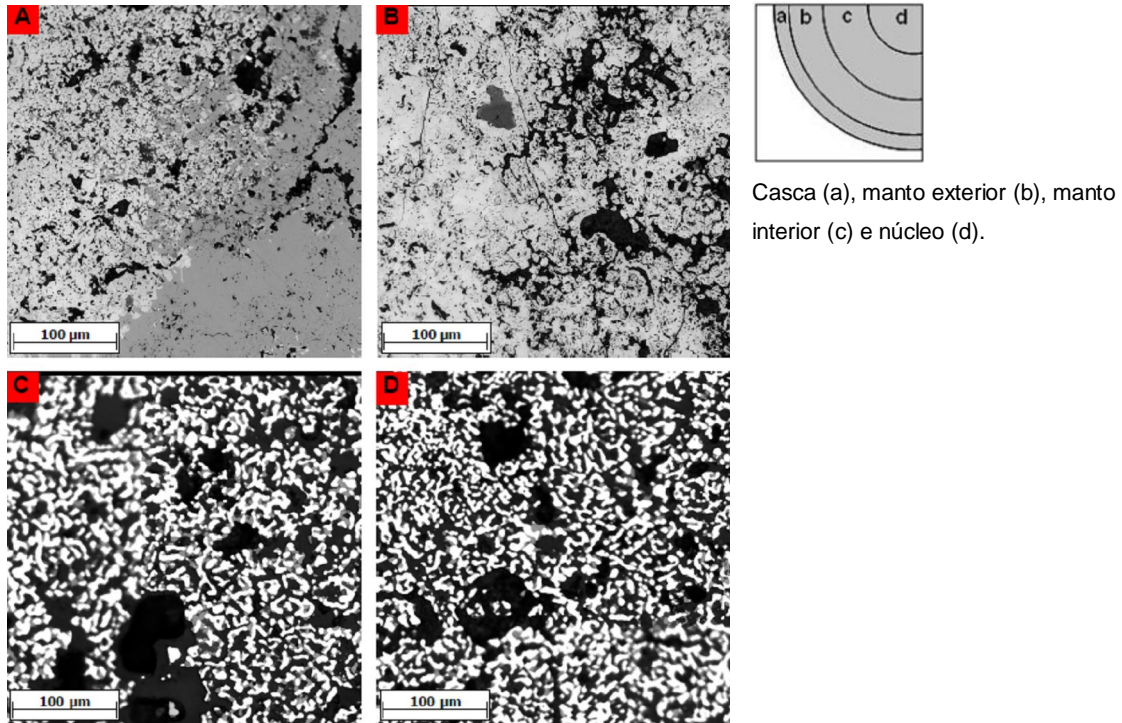 A
B
100 µm
100 µm
C
D
100 µm
100 µm
a b c d
Casca (a), manto exterior (b), manto
interior (c) e núcleo (d).